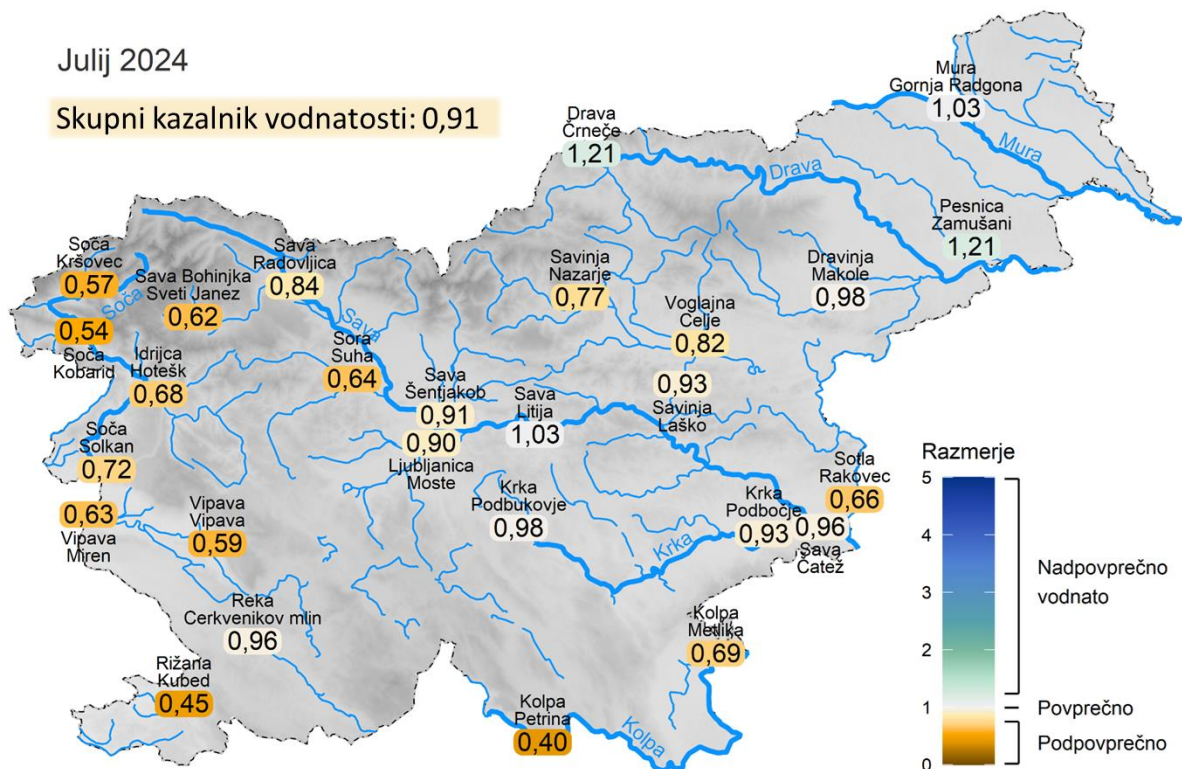 Julij 2024
Skupni kazalnik vodnatosti: 0,91
Mura
Gornja Radgona
1,03
Mura
Drava
Črneče
1,21
Drava
Pesnica
Zamušani
1,21
Soča
Kršovec
0,57
Sava Bohinjka
Sveti Janez
0,62
Sava
Radovljica
0,84
Savinja
Nazarje
0,77
Dravinja
Makole
0,98
Soča
0,54
Soča
Kobarid
Sava
Voglajna
Celje
0,82
Idrijca
Hotešk
0,68
Sora
Suha
0,64
Sava
Šentjakob
0,91
Sava
Litija
1,03
0,93
Savinja
Laško
0,90
Ljubljanica
Moste
Soča
Solkan
0,72
0,63
Vipava
Miren
Vipava
Vipava
0,59
Krka
Podbukovje
0,98
Krka
Krka
Podbočje
0,93
0,96
Sava
Čatež
Sotla
Rakovec
0,66
Reka
Cerkvenikov mlin
0,96
Kolpa
Metlika
0,69
Rižana
Kubed
0,45
Kolpa
Petrina
0,40
Kolpa
Razmerje
5
4
3
2
1
0
Nadpovprečno
vodnato
Povprečno
Podpovprečno